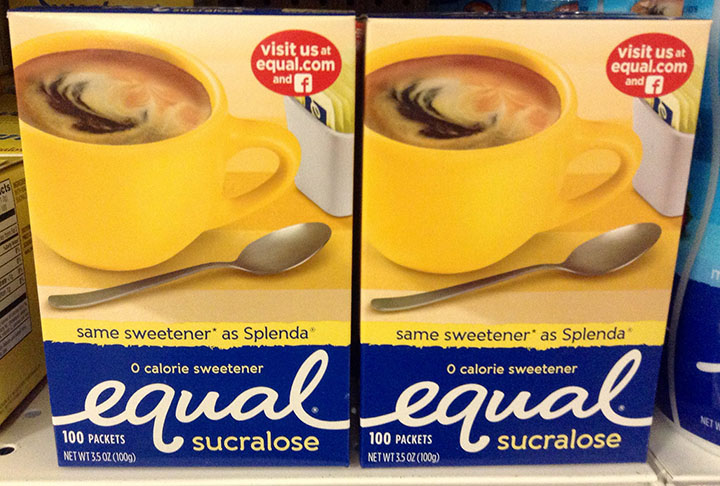 visit us at
equal.com
and f
same sweetener* as Splenda®
0 calorie sweetener
equal®
100 PACKETS
sucralose
NET WT 3.5 OZ (100g)
visit us at
equal.com
and f
same sweetener* as Splenda®
0 calorie sweetener
equal®
100 PACKETS
sucralose
NET WT 3.5 OZ (100g)
NET W